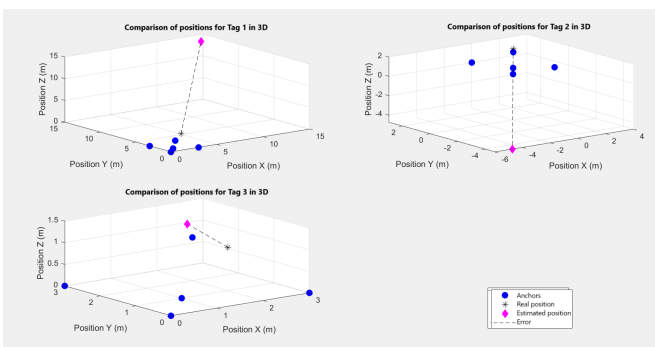 Comparison of positions for Tag 1 in 3D
15
10
5
0
Position Z (m)
15
10
5
0
Position Y (m)
0
5
10
15
Position X (m)
Comparison of positions for Tag 2 in 3D
2
0
-2
-4
Position Z (m)
2
0
-2
-4
Position Y (m)
-6
-4
-2
0
2
4
Position X (m)
Comparison of positions for Tag 3 in 3D
1.5
1
0.5
0
Position Z (m)
3
2
1
0
Position Y (m)
0
1
2
3
Position X (m)
Anchors
Real position
Estimated position
Error